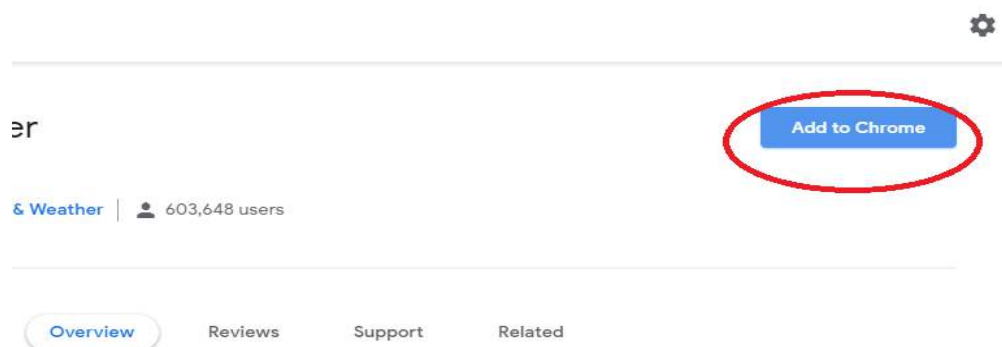 er
Add to Chrome
& Weather
603,648 users
Overview
Reviews
Support
Related